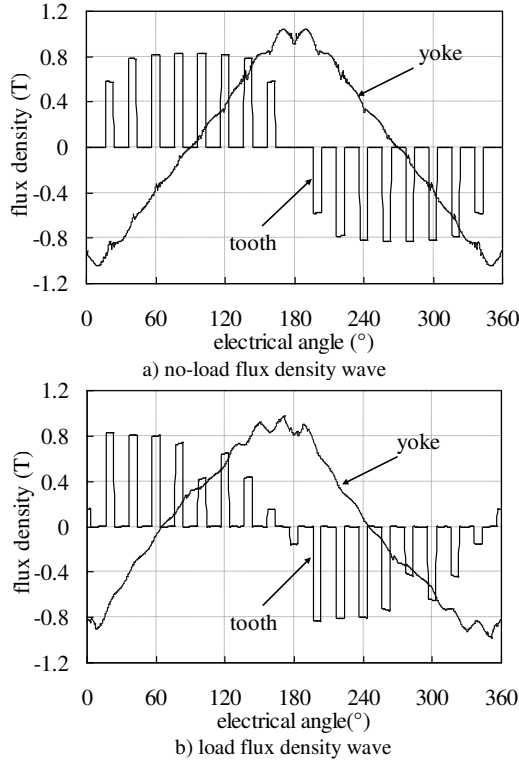 1.2
0.8
0.4
0
-0.4
-0.8
-1.2
flux density (T)
yoke
tooth
0 60 120 180 240 300 360
electrical angle (°)
a) no-load flux density wave
1.2
0.8
0.4
0
-0.4
-0.8
-1.2
flux density (T)
yoke
tooth
0 60 120 180 240 300 360
electrical angle(°)
b) load flux density wave